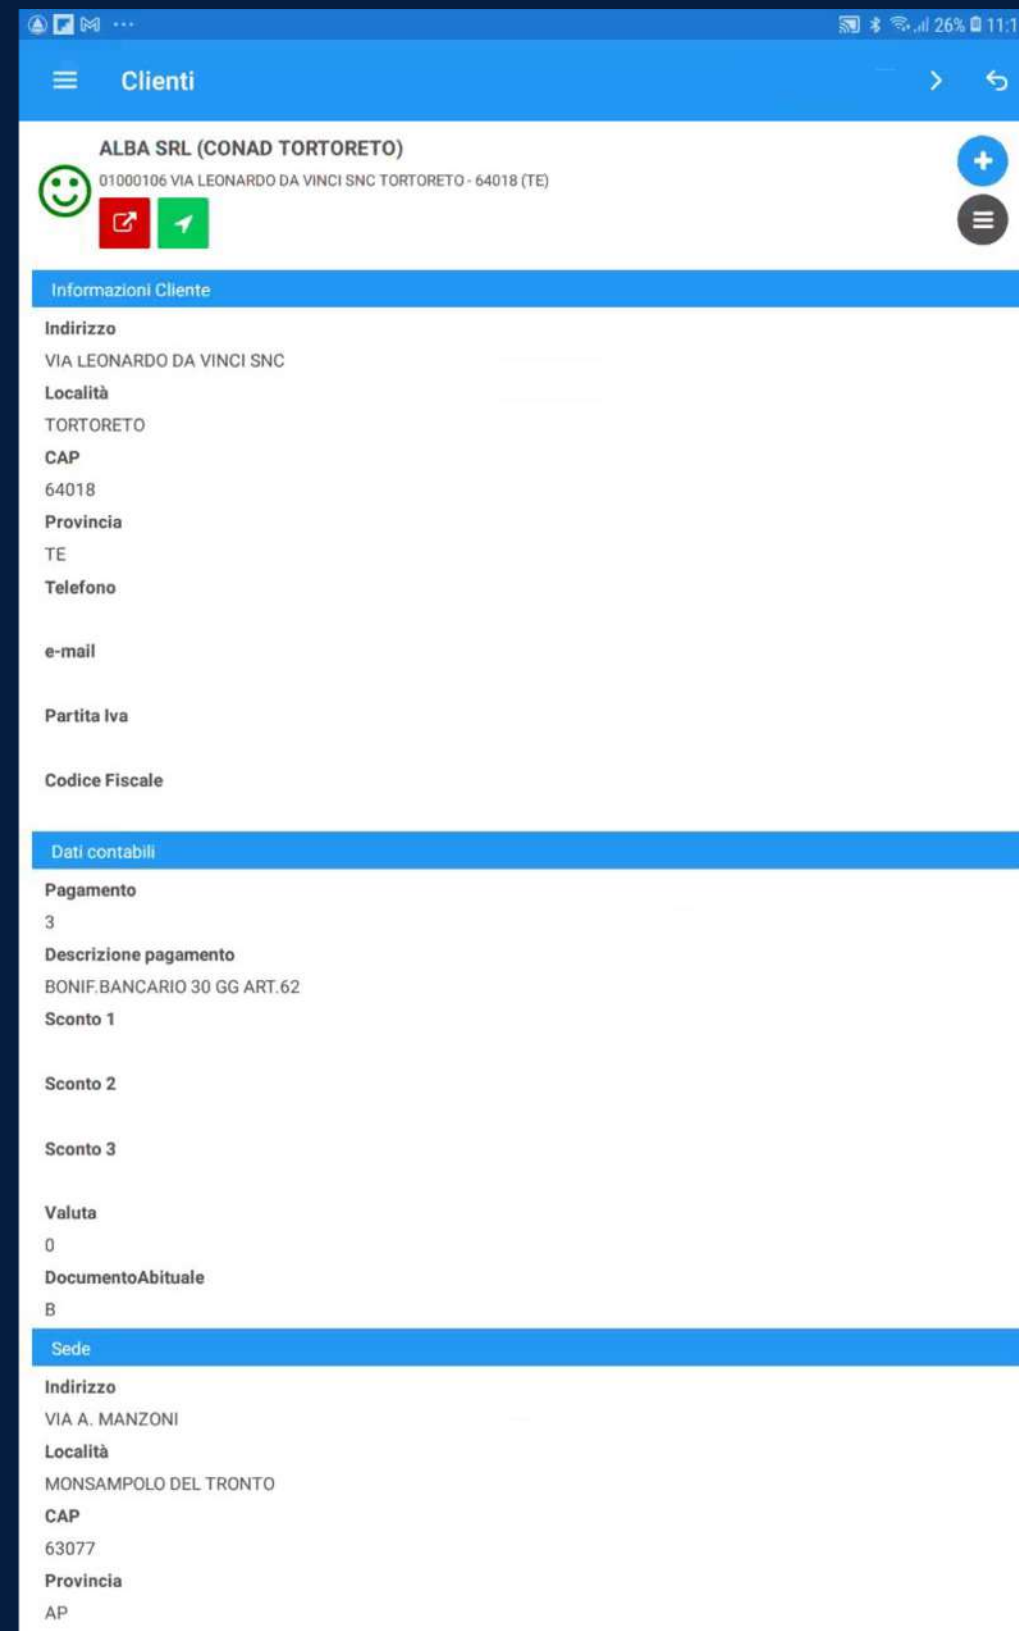 26% 11:1
Clienti
ALBA SRL (CONAD TORTORETO)
01000106 VIA LEONARDO DA VINCI SNC TORTORETO - 64018 (TE)
Informazioni Cliente
Indirizzo
VIA LEONARDO DA VINCI SNC
Località
TORTORETO
CAP
64018
Provincia
TE
Telefono
e-mail
Partita Iva
Codice Fiscale
Dati contabili
Pagamento
3
Descrizione pagamento
BONIF.BANCARIO 30 GG ART.62
Sconto 1
Sconto 2
Sconto 3
Valuta
0
DocumentoAbituale
B
Sede
Indirizzo
VIA A. MANZONI
Località
MONSAMPOLO DEL TRONTO
CAP
63077
Provincia
AP